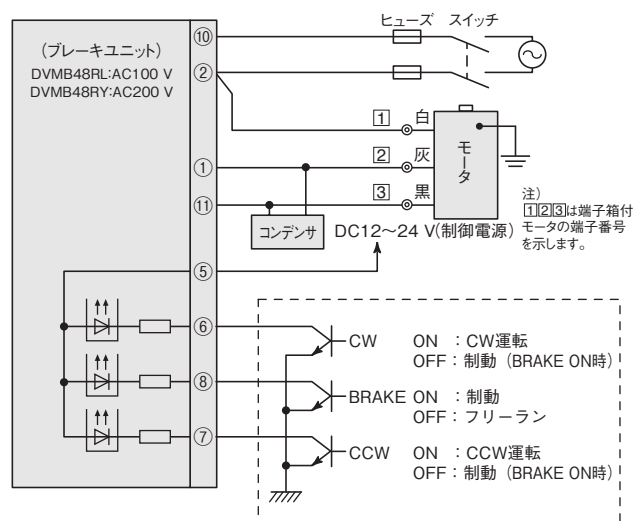 ヒューズ スイッチ
(ブレーキユニット)
DVMB48RL:AC100 V
DVMB48RY:AC200 V
⑩
②
1 白
2 灰
3 黒
モータ
①
⑪
コンデンサ
DC12～24 V(制御電源)
注)
123は端子箱付
モータの端子番号
を示します。
⑤
⑥
⑧
⑦
CW ON ：CW運転
OFF：制動（BRAKE ON時）
BRAKE ON ：制動
OFF：フリーラン
CCW ON ：CCW運転
OFF：制動（BRAKE ON時）